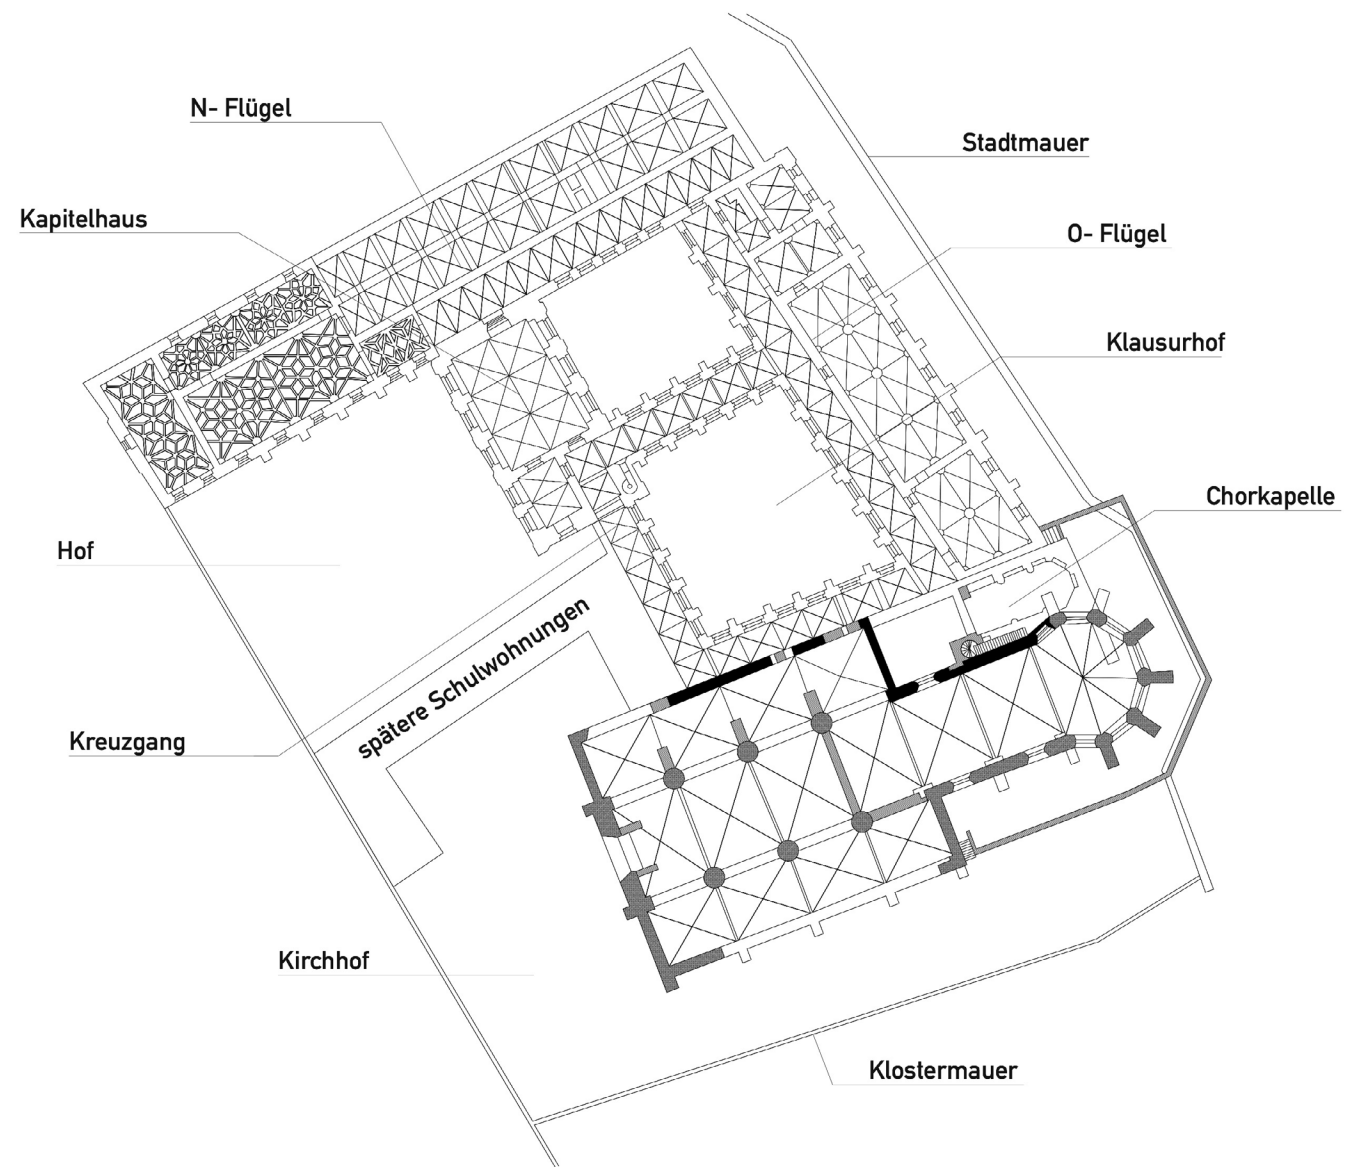 N- Flügel
Stadtmauer
Kapitelhaus
O- Flügel
Klausurhof
Chorkapelle
Hof
spätere Schulwohnungen
Kreuzgang
Kirchhof
Klostermauer